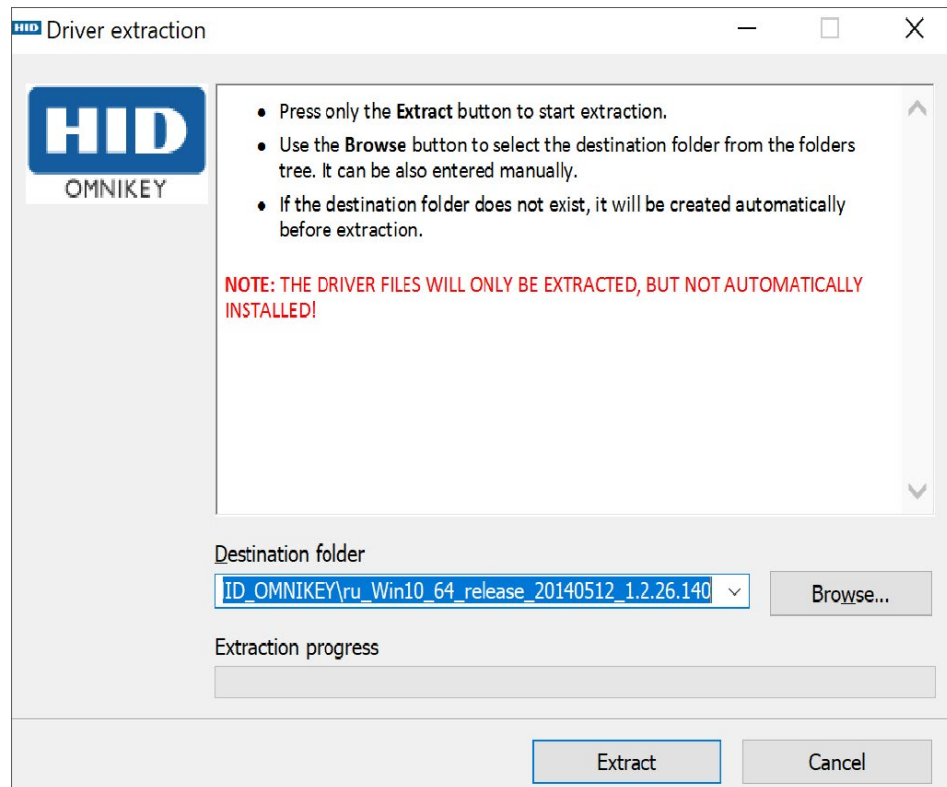 HID Driver extraction
HID
OMNIKEY
Press only the Extract button to start extraction.
Use the Browse button to select the destination folder from the folders
tree. It can be also entered manually.
If the destination folder does not exist, it will be created automatically
before extraction.
NOTE: THE DRIVER FILES WILL ONLY BE EXTRACTED, BUT NOT AUTOMATICALLY
INSTALLED!
Destination folder
ID_OMNIKEY\ru_Win10_64_release_20140512_1.2.26.140
Browse...
Extraction progress
Extract
Cancel